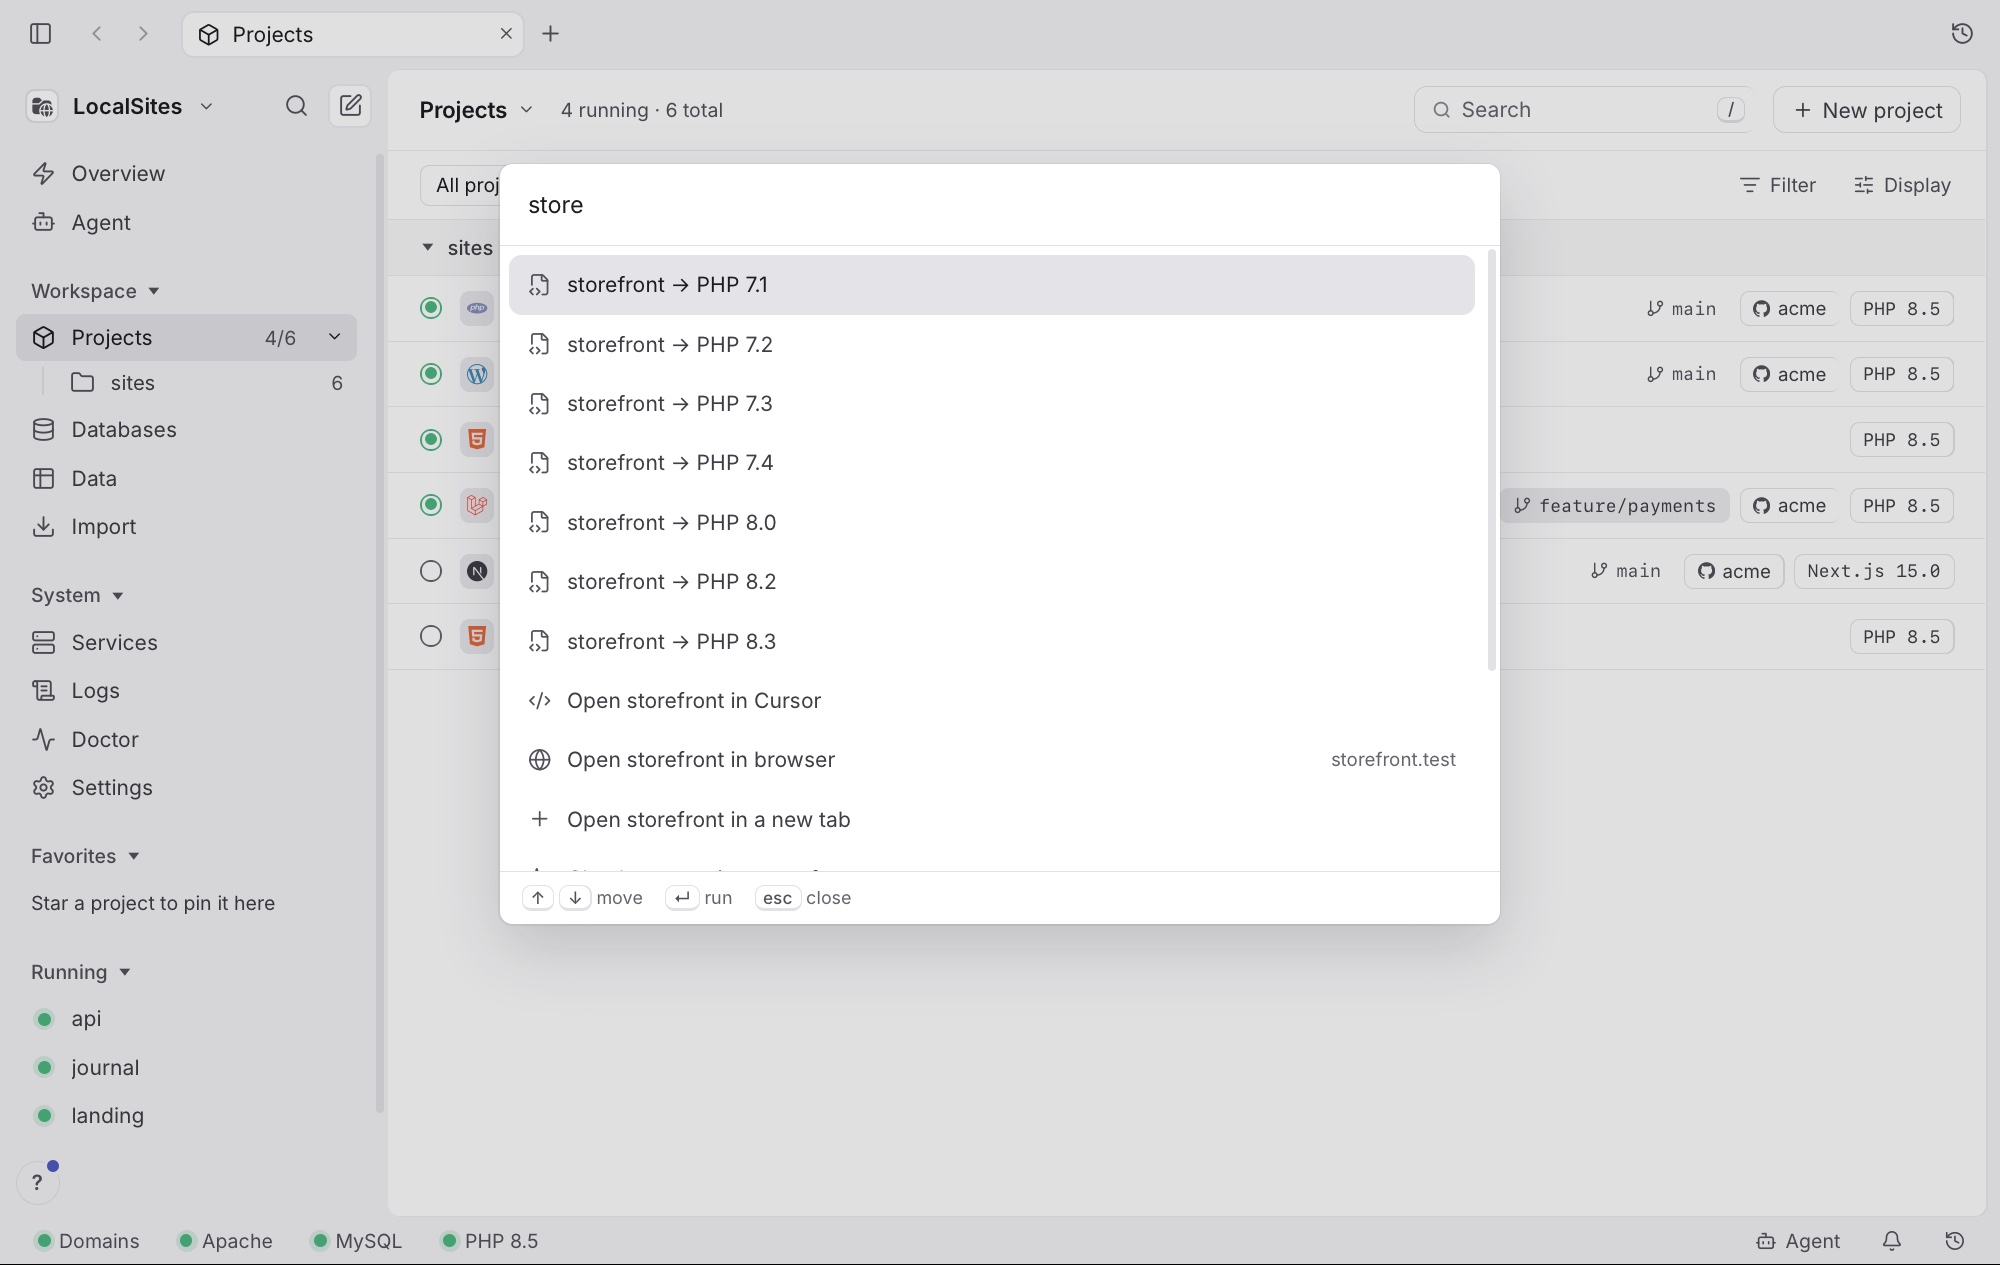 Projects
LocalSites
Overview
Agent
Workspace
Projects 4/6
sites 6
Databases
Data
Import
System
Services
Logs
Doctor
Settings
Favorites
Star a project to pin it here
Running
api
journal
landing
?
Projects 4 running · 6 total
Search /
New project
All proj
Filter
Display
sites
php main acme PHP 8.5
main acme PHP 8.5
PHP 8.5
feature/payments acme PHP 8.5
N main acme Next.js 15.0
PHP 8.5
store
storefront → PHP 7.1
storefront → PHP 7.2
storefront → PHP 7.3
storefront → PHP 7.4
storefront → PHP 8.0
storefront → PHP 8.2
storefront → PHP 8.3
Open storefront in Cursor
Open storefront in browser storefront.test
Open storefront in a new tab
↑ ↓ move ↵ run esc close
Domains Apache MySQL PHP 8.5 Agent